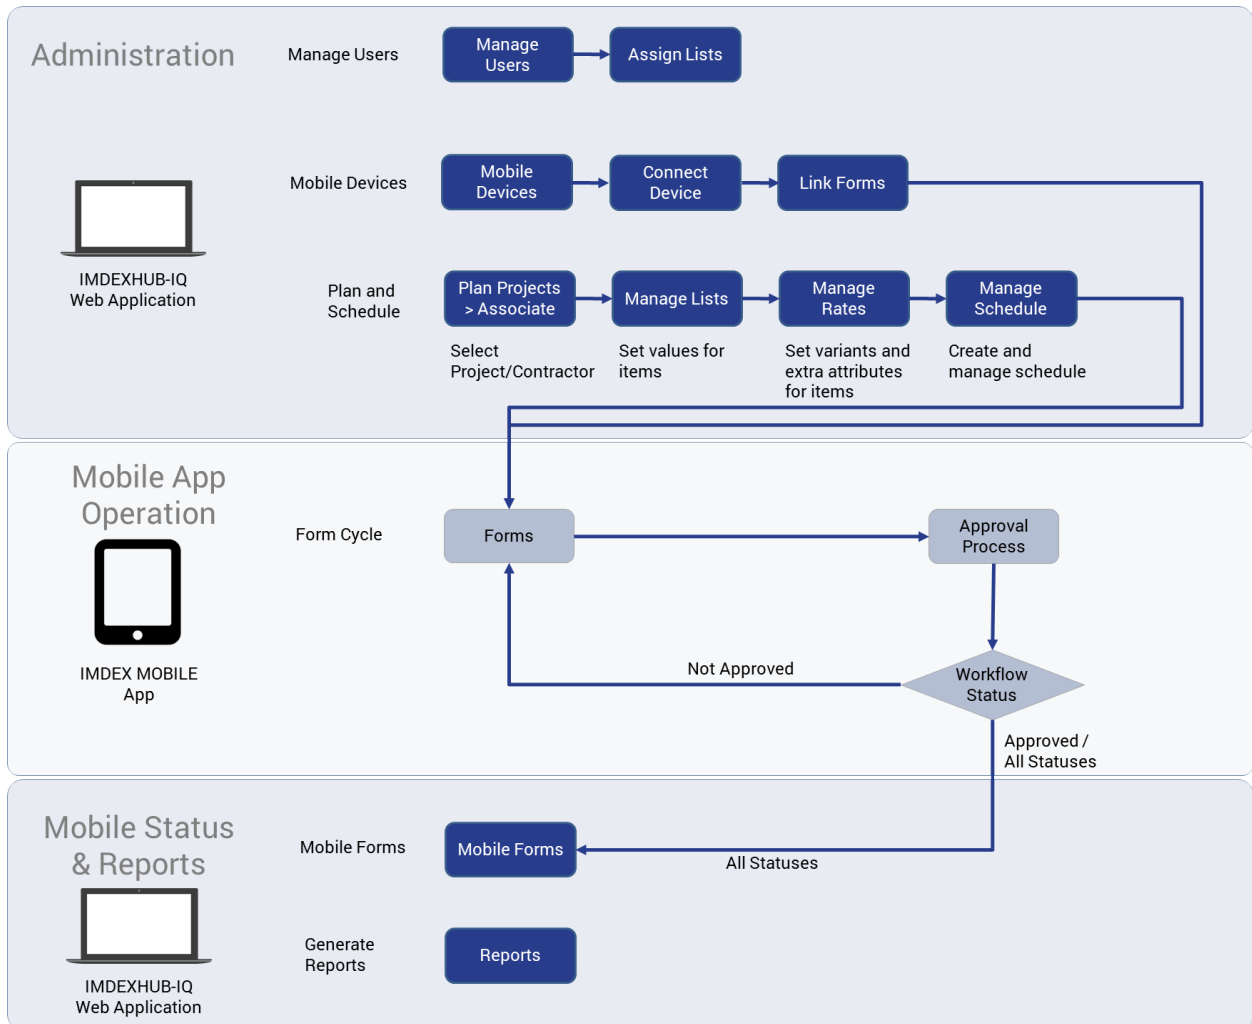 Administration
Manage Users
Manage
Users
Assign Lists
Mobile Devices
Mobile
Devices
Connect
Device
Link Forms
IMDEXHUB-IQ
Web Application
Plan and
Schedule
Plan Projects
> Associate
Manage Lists
Manage
Rates
Manage
Schedule
Select
Project/Contractor
Set values for
items
Set variants and
extra attributes
for items
Create and
manage schedule
Mobile App
Operation
Form Cycle
Forms
Approval
Process
IMDEX MOBILE
App
Not Approved
Workflow
Status
Approved /
All Statuses
Mobile Status
& Reports
Mobile Forms
Mobile Forms
All Statuses
Generate
Reports
Reports
IMDEXHUB-IQ
Web Application